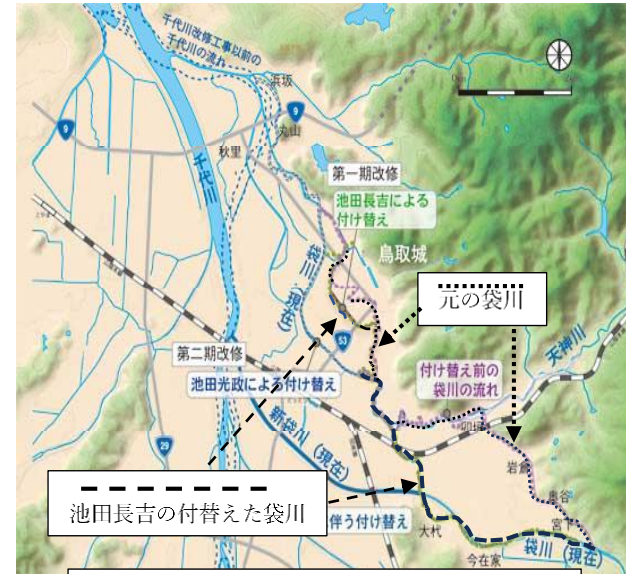 千代川改修工事以前の
千代川の流れ
浜坂
9
9
丸山
秋里
千代川
第一期改修
池田長吉による
付け替え
鳥取城
袋川（現在）
元の袋川
53
天神川
第二期改修
池田光政による付け替え
付け替え前の
袋川の流れ
新袋川（現在）
29
岩倉
奥谷
宮下
池田長吉の付替えた袋川
伴う付け替え
大杙
今在家
袋川（現在）